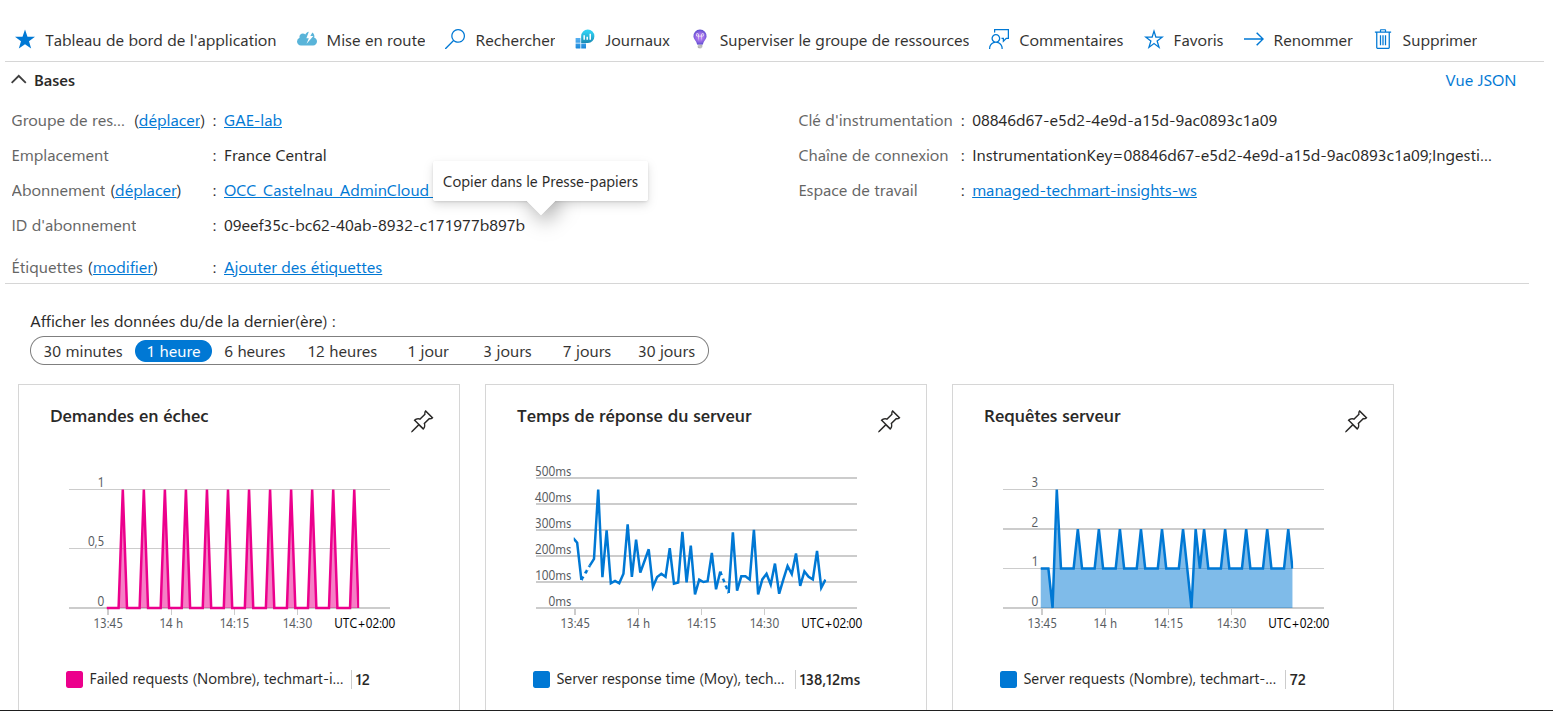 Tableau de bord de l'application Mise en route Rechercher Journaux Superviser le groupe de ressources Commentaires Favoris Renommer Supprimer
Bases Vue JSON
Groupe de res... (déplacer) : GAE-lab
Emplacement : France Central
Abonnement (déplacer) : OCC_Castelnau_AdminCloud_
Copier dans le Presse-papiers
ID d'abonnement : 09eef35c-bc62-40ab-8932-c171977b897b
Étiquettes (modifier) : Ajouter des étiquettes
Clé d'instrumentation : 08846d67-e5d2-4e9d-a15d-9ac0893c1a09
Chaîne de connexion : InstrumentationKey=08846d67-e5d2-4e9d-a15d-9ac0893c1a09;Ingesti...
Espace de travail : managed-techmart-insights-ws
Afficher les données du/de la dernier(ère) :
30 minutes 1 heure 6 heures 12 heures 1 jour 3 jours 7 jours 30 jours
Demandes en échec
1
0,5
0
13:45 14 h 14:15 14:30 UTC+02:00
Failed requests (Nombre), techmart-i... 12
Temps de réponse du serveur
500ms
400ms
300ms
200ms
100ms
0ms
13:45 14 h 14:15 14:30 UTC+02:00
Server response time (Moy), tech... 138,12ms
Requêtes serveur
3
2
1
0
13:45 14 h 14:15 14:30 UTC+02:00
Server requests (Nombre), techmart-... 72